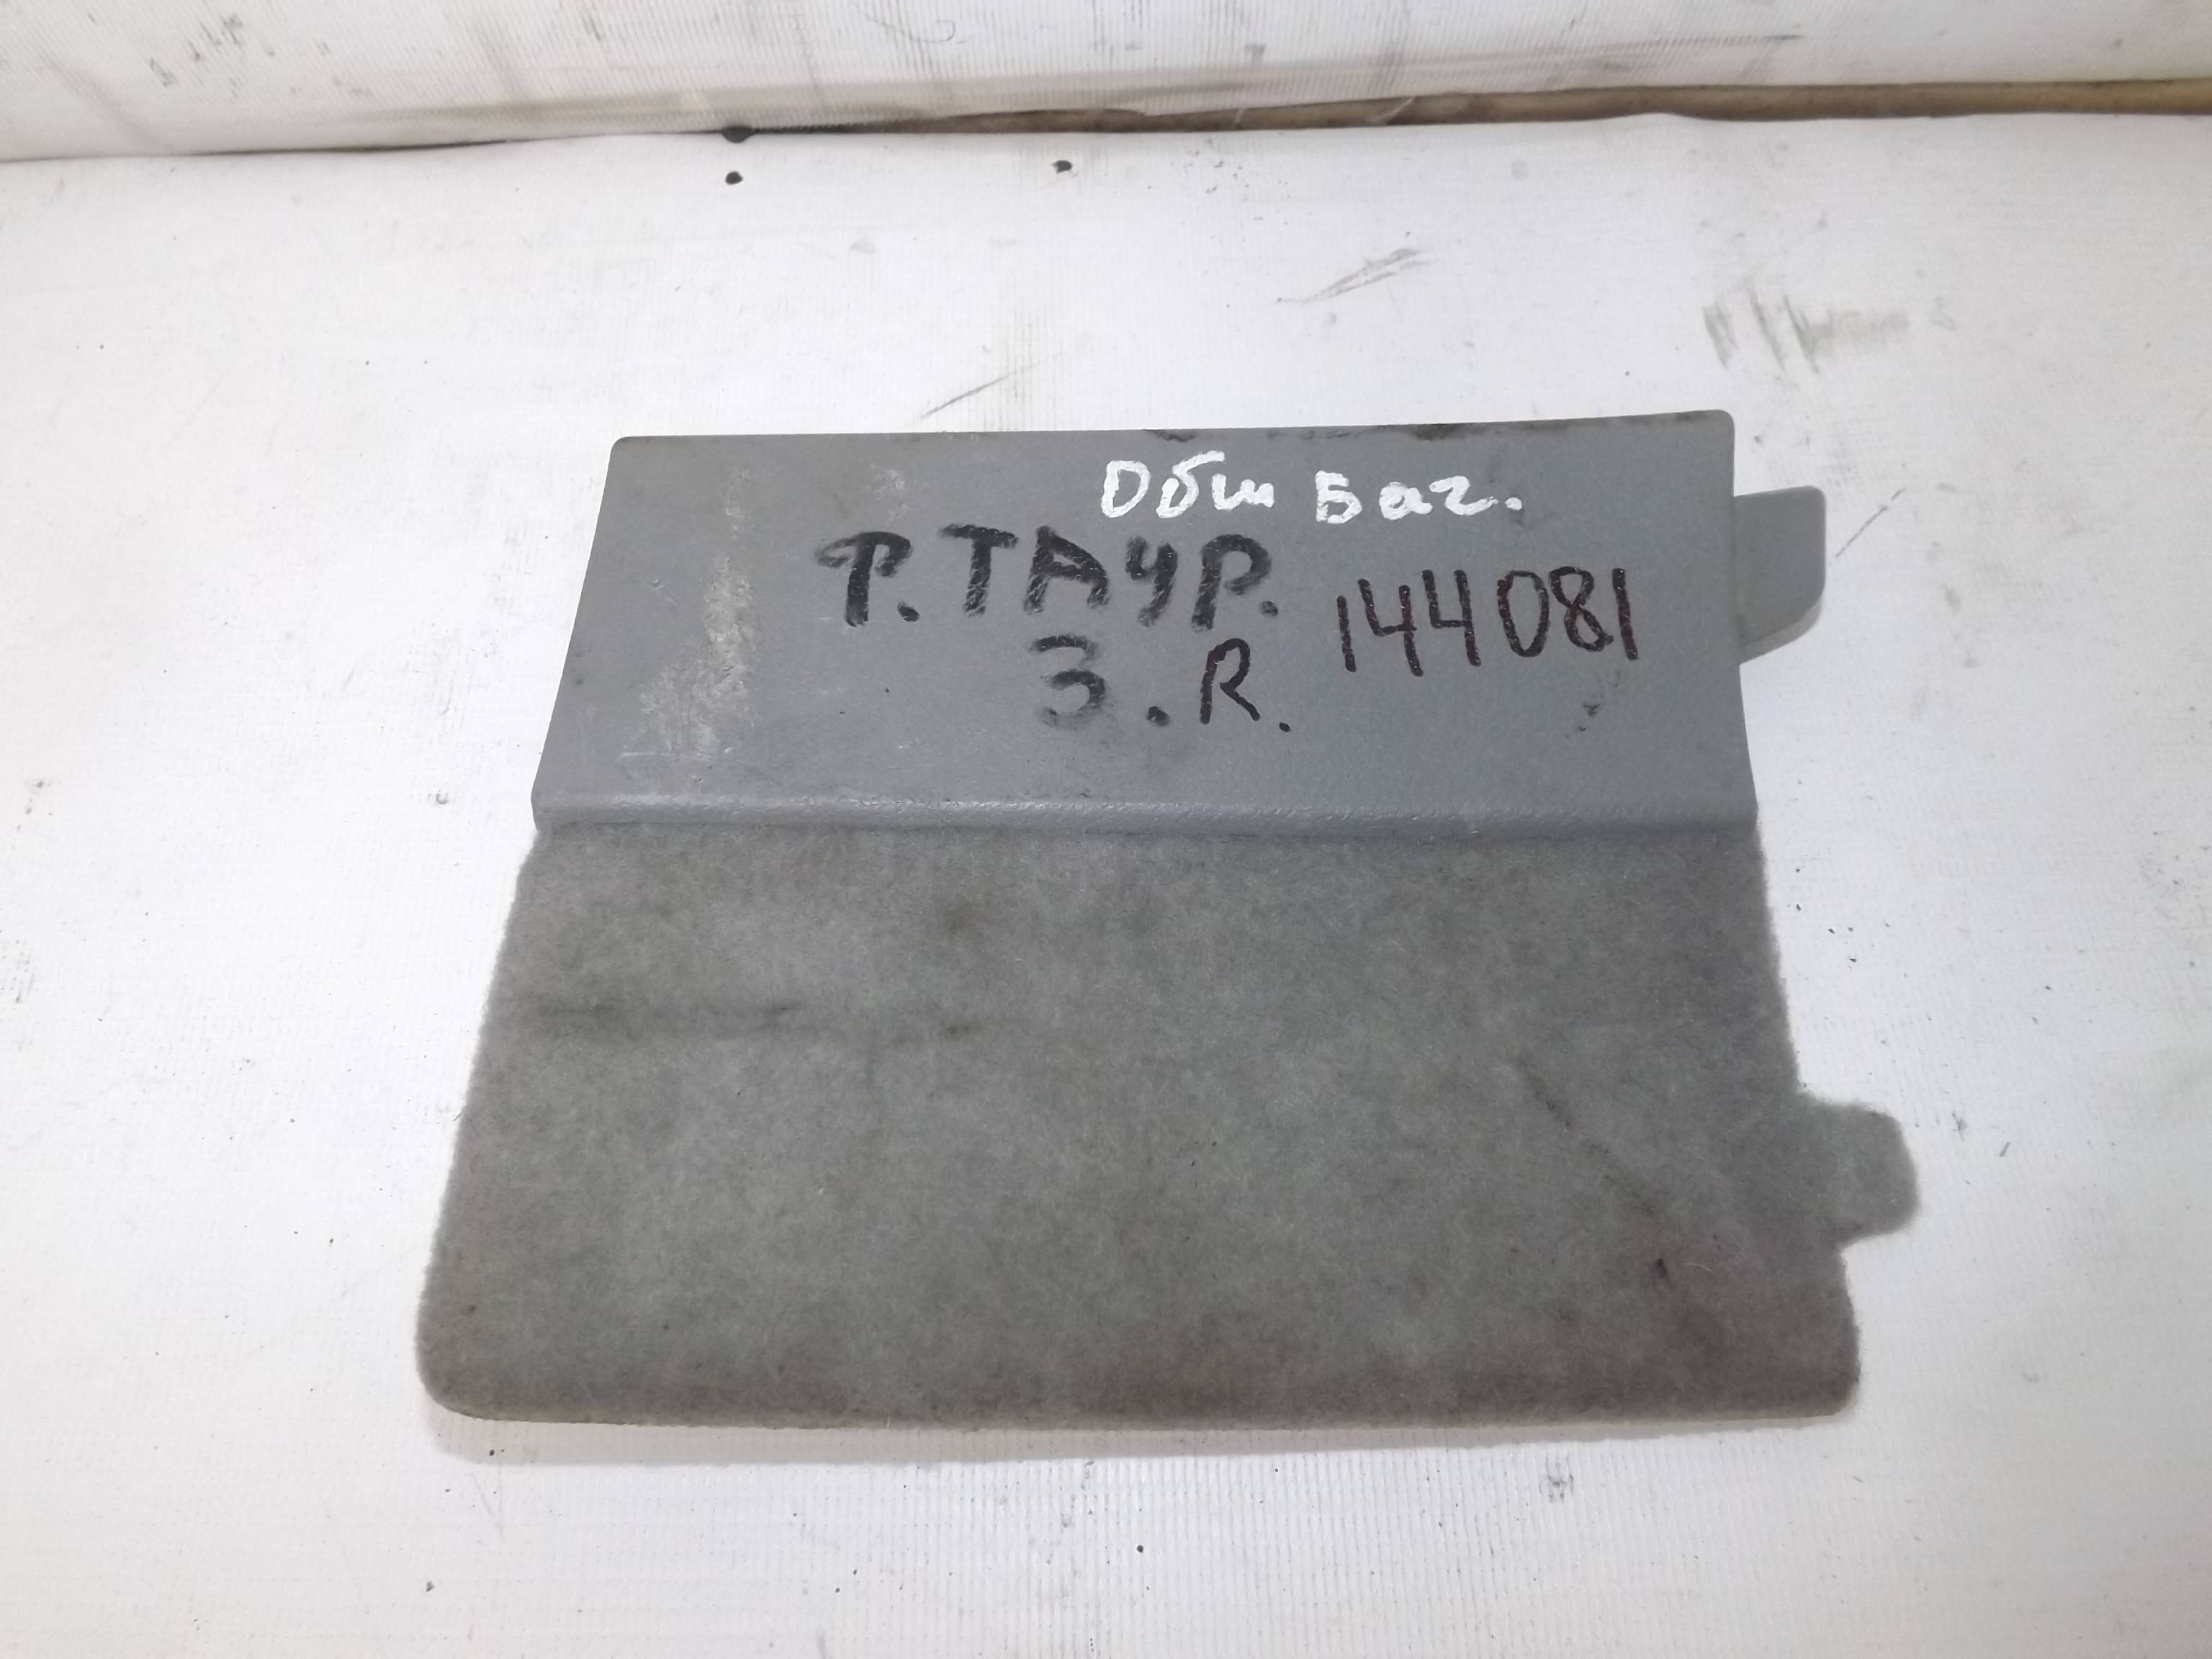 Обш Баг.
Ф. ТАУР. 144081
З. R.